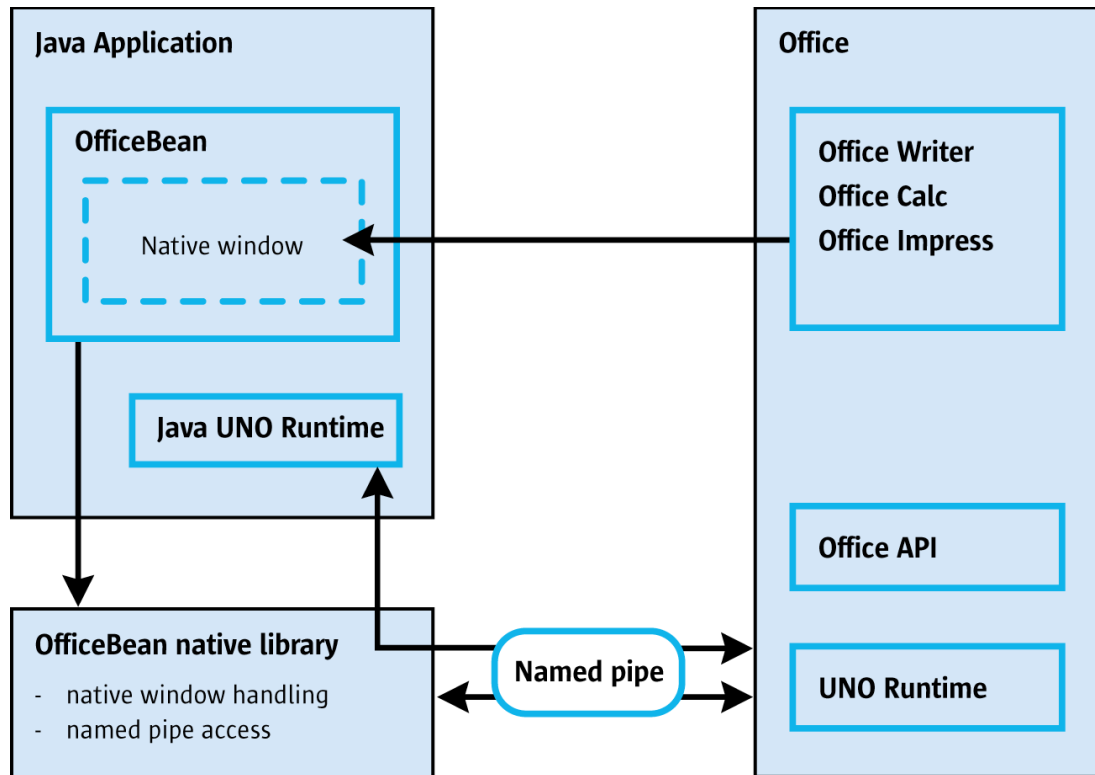 Java Application
OfficeBean
Native window
Java UNO Runtime
OfficeBean native library
- native window handling
- named pipe access
Named pipe
Office
Office Writer
Office Calc
Office Impress
Office API
UNO Runtime